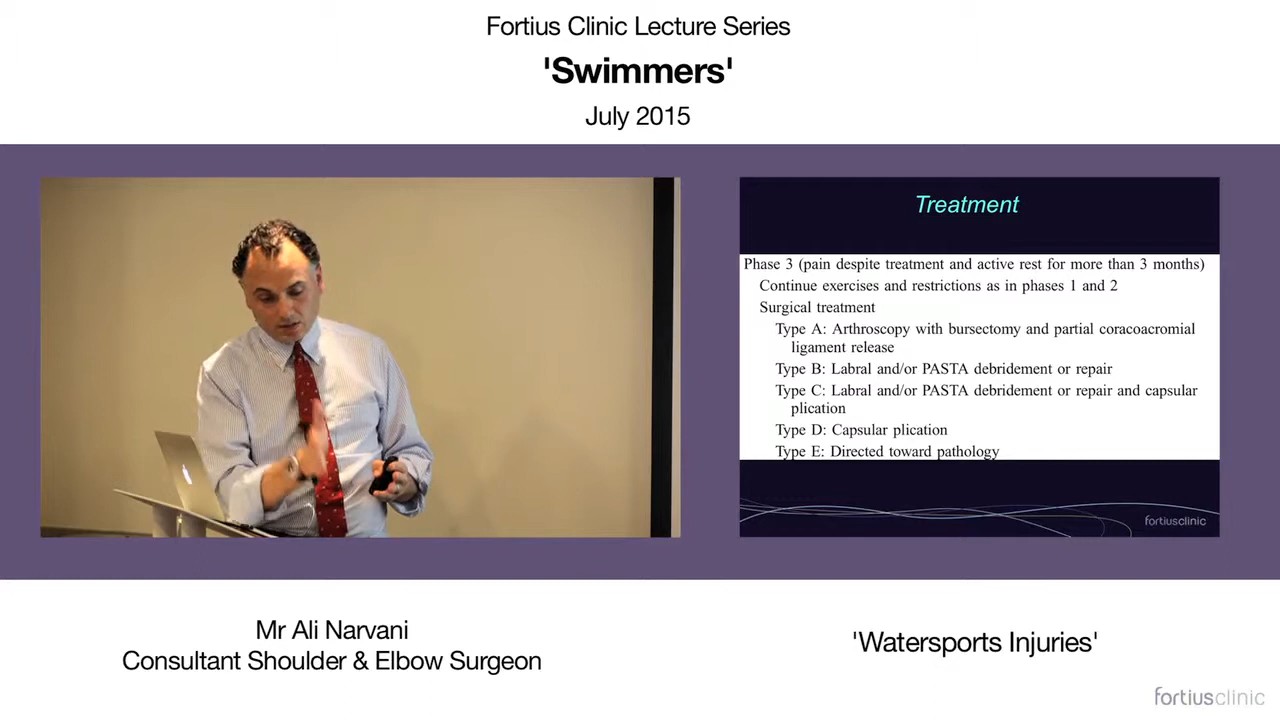 Fortius Clinic Lecture Series
'Swimmers'
July 2015
Treatment
Phase 3 (pain despite treatment and active rest for more than 3 months)
Continue exercises and restrictions as in phases 1 and 2
Surgical treatment
Type A: Arthroscopy with bursectomy and partial coracoacromial
ligament release
Type B: Labral and/or PASTA debridement or repair
Type C: Labral and/or PASTA debridement or repair and capsular
plication
Type D: Capsular plication
Type E: Directed toward pathology
fortiusclinic
Mr Ali Narvani
Consultant Shoulder & Elbow Surgeon
'Watersports Injuries'
fortiusclinic